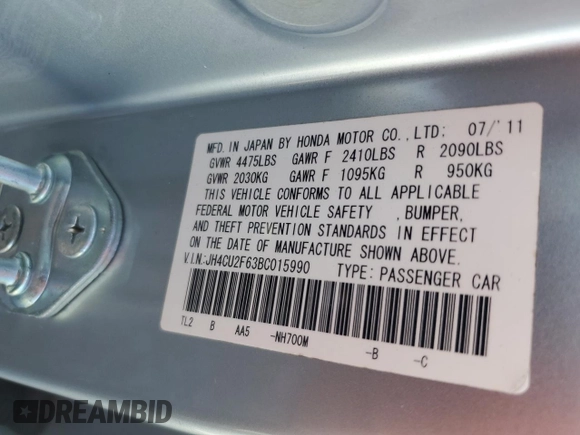 MFD. IN JAPAN BY HONDA MOTOR CO., LTD: 07/'11
GVWR 4475LBS GAWR F 2410LBS R 2090LBS
GVWR 2030KG GAWR F 1095KG R 950KG
THIS VEHICLE CONFORMS TO ALL APPLICABLE
FEDERAL MOTOR VEHICLE SAFETY , BUMPER,
AND THEFT PREVENTION STANDARDS IN EFFECT
ON THE DATE OF MANUFACTURE SHOWN ABOVE.
V.I.N.:JH4CU2F63BC015990 TYPE: PASSENGER CAR
TL2 B AA5 -NH700M -B -C
DREAMBID